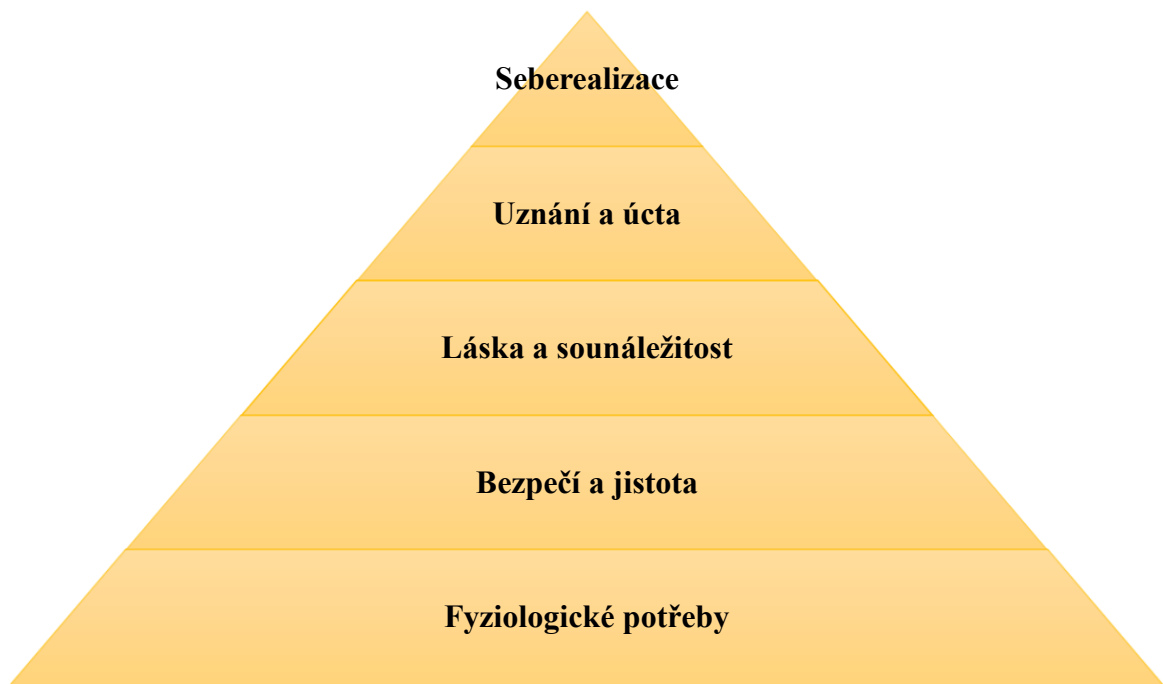 Seberealizace
Uznání a úcta
Láska a sounáležitost
Bezpečí a jistota
Fyziologické potřeby